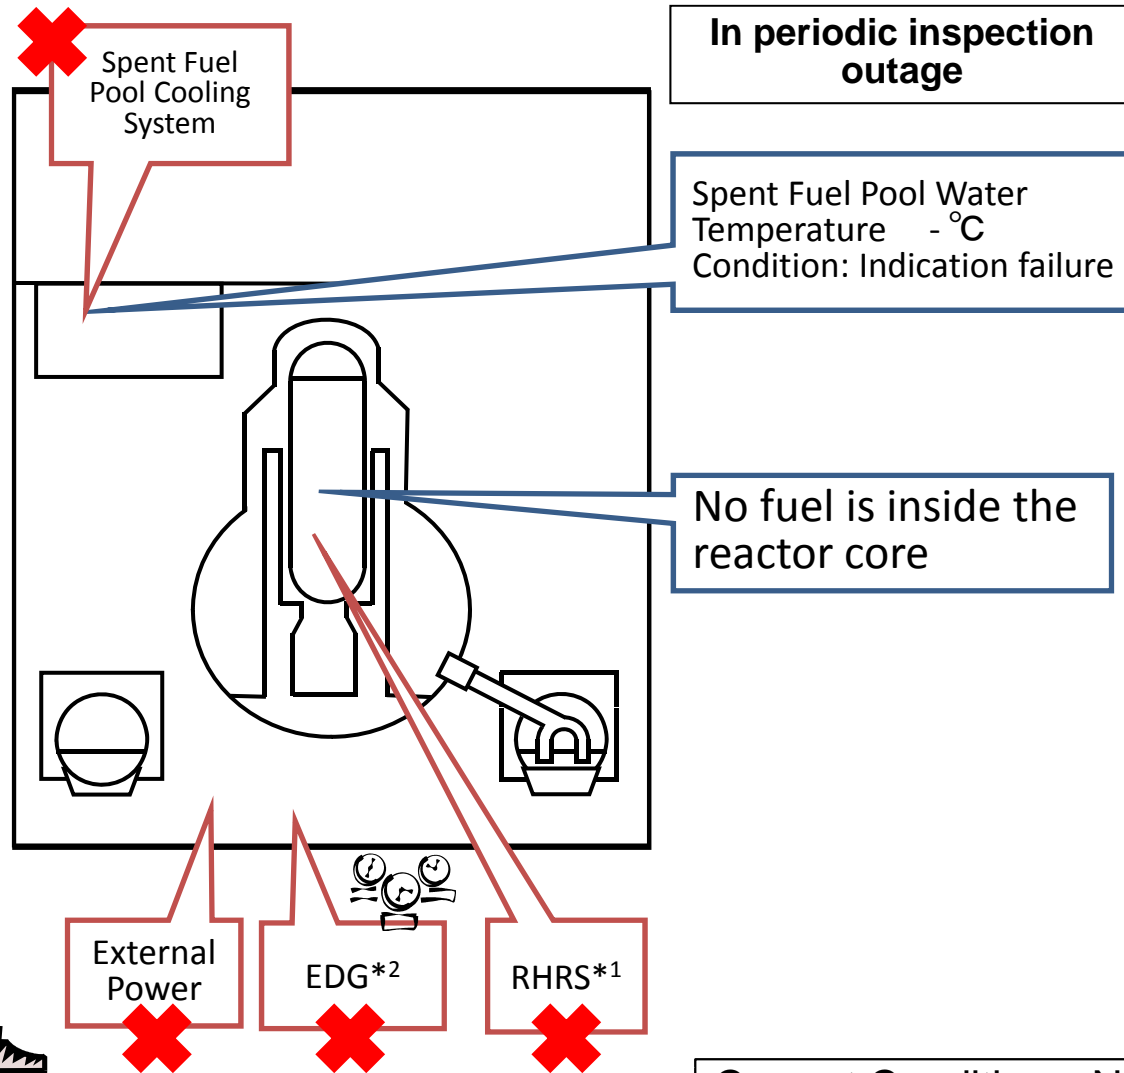 In periodic inspection
outage
Spent Fuel
Pool Cooling
System
Spent Fuel Pool Water
Temperature - ℃
Condition: Indication failure
No fuel is inside the
reactor core
External
Power
EDG*2
RHRS*1